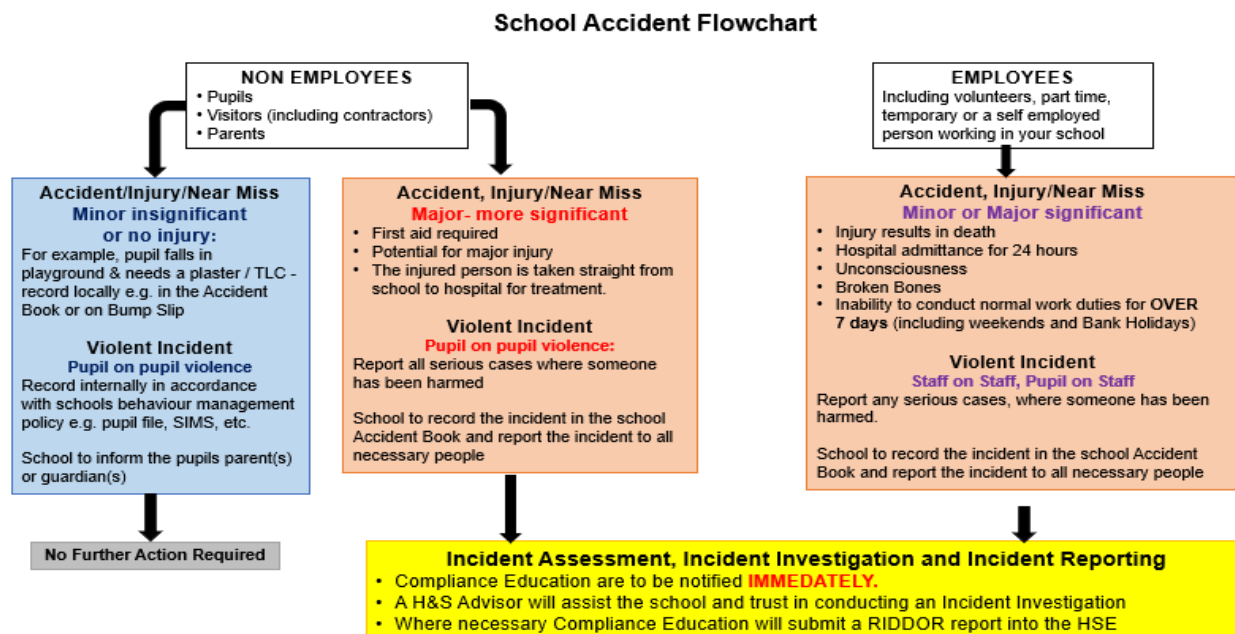 School Accident Flowchart
NON EMPLOYEES
• Pupils
• Visitors (including contractors)
• Parents
EMPLOYEES
Including volunteers, part time,
temporary or a self employed
person working in your school
Accident/Injury/Near Miss
Minor insignificant
or no injury:
For example, pupil falls in
playground & needs a plaster / TLC -
record locally e.g. in the Accident
Book or on Bump Slip
Violent Incident
Pupil on pupil violence
Record internally in accordance
with schools behaviour management
policy e.g. pupil file, SIMS, etc.
School to inform the pupils parent(s)
or guardian(s)
Accident, Injury/Near Miss
Major- more significant
• First aid required
• Potential for major injury
• The injured person is taken straight from
school to hospital for treatment.
Violent Incident
Pupil on pupil violence:
Report all serious cases where someone
has been harmed
School to record the incident in the school
Accident Book and report the incident to all
necessary people
Accident, Injury/Near Miss
Minor or Major significant
• Injury results in death
• Hospital admittance for 24 hours
• Unconsciousness
• Broken Bones
• Inability to conduct normal work duties for OVER
7 days (including weekends and Bank Holidays)
Violent Incident
Staff on Staff, Pupil on Staff
Report any serious cases, where someone has been
harmed.
School to record the incident in the school Accident
Book and report the incident to all necessary people
No Further Action Required
Incident Assessment, Incident Investigation and Incident Reporting
• Compliance Education are to be notified IMMEDATELY.
• A H&S Advisor will assist the school and trust in conducting an Incident Investigation
• Where necessary Compliance Education will submit a RIDDOR report into the HSE